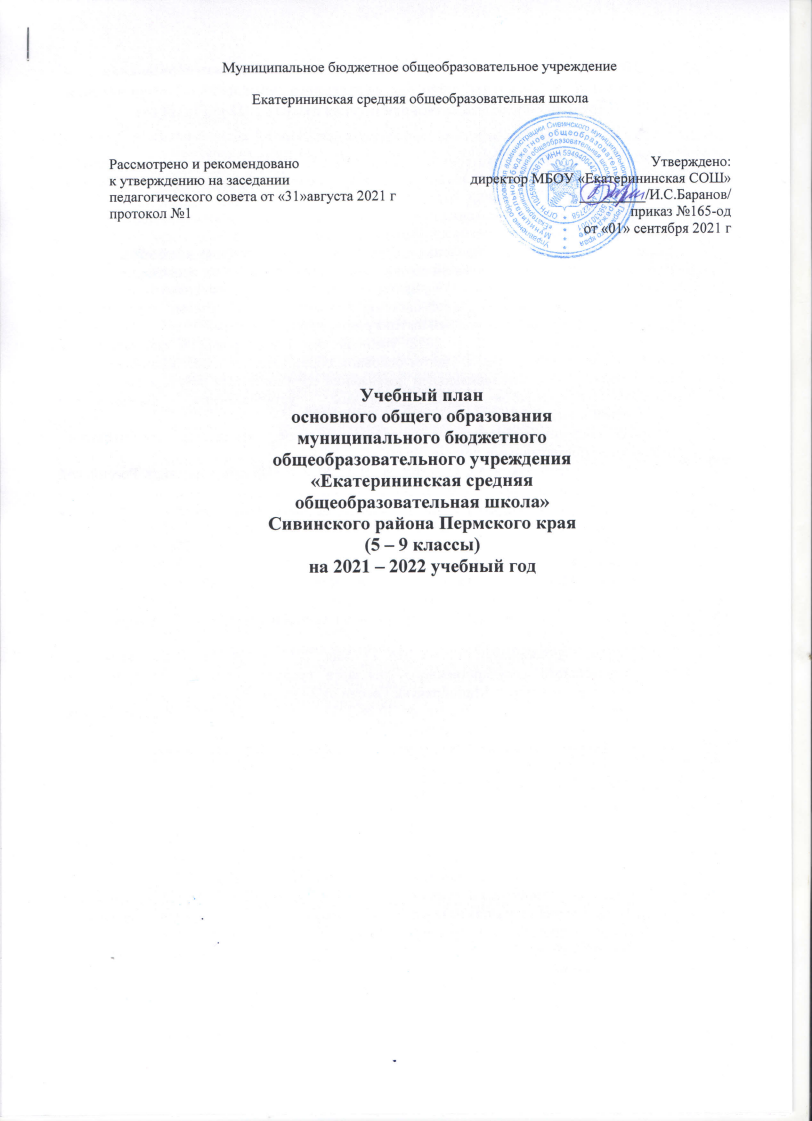 Муниципальное бюджетное общеобразовательное учреждение
Екатерининская средняя общеобразовательная школа
Рассмотрено и рекомендовано
к утверждению на заседании
педагогического совета от «31»августа 2021 г
протокол №1
Утверждено:
директор МБОУ «Екатерининская СОШ»
/И.С.Баранов/
приказ №165-од
от «01» сентября 2021 г
Учебный план
основного общего образования
муниципального бюджетного
общеобразовательного учреждения
«Екатерининская средняя
общеобразовательная школа»
Сивинского района Пермского края
(5 – 9 классы)
на 2021 – 2022 учебный год